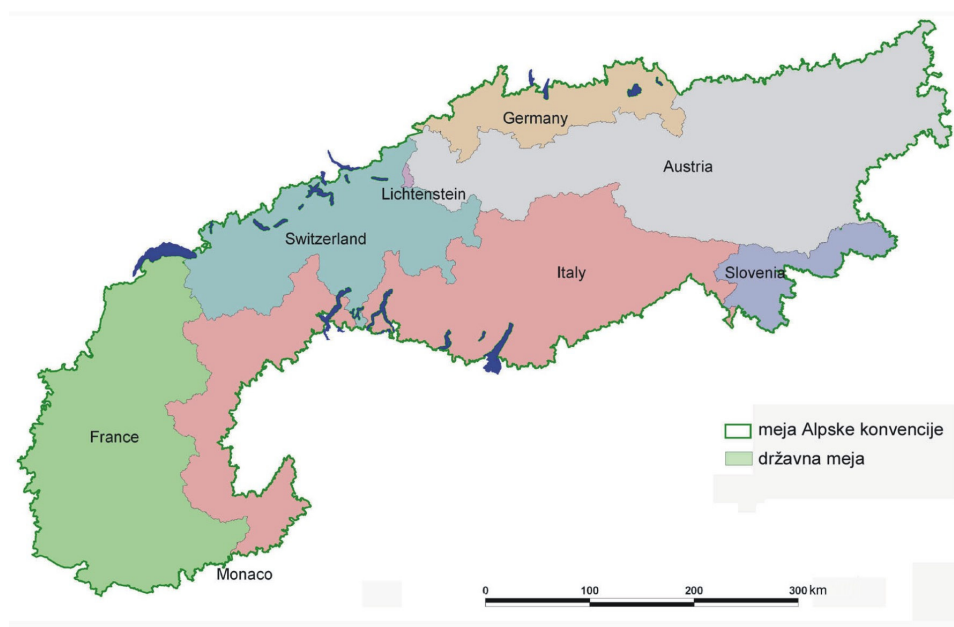 Germany
Austria
Lichtenstein
Switzerland
Italy
Slovenia
France
Monaco
meja Alpske konvencije
državna meja
0 100 200 300 km